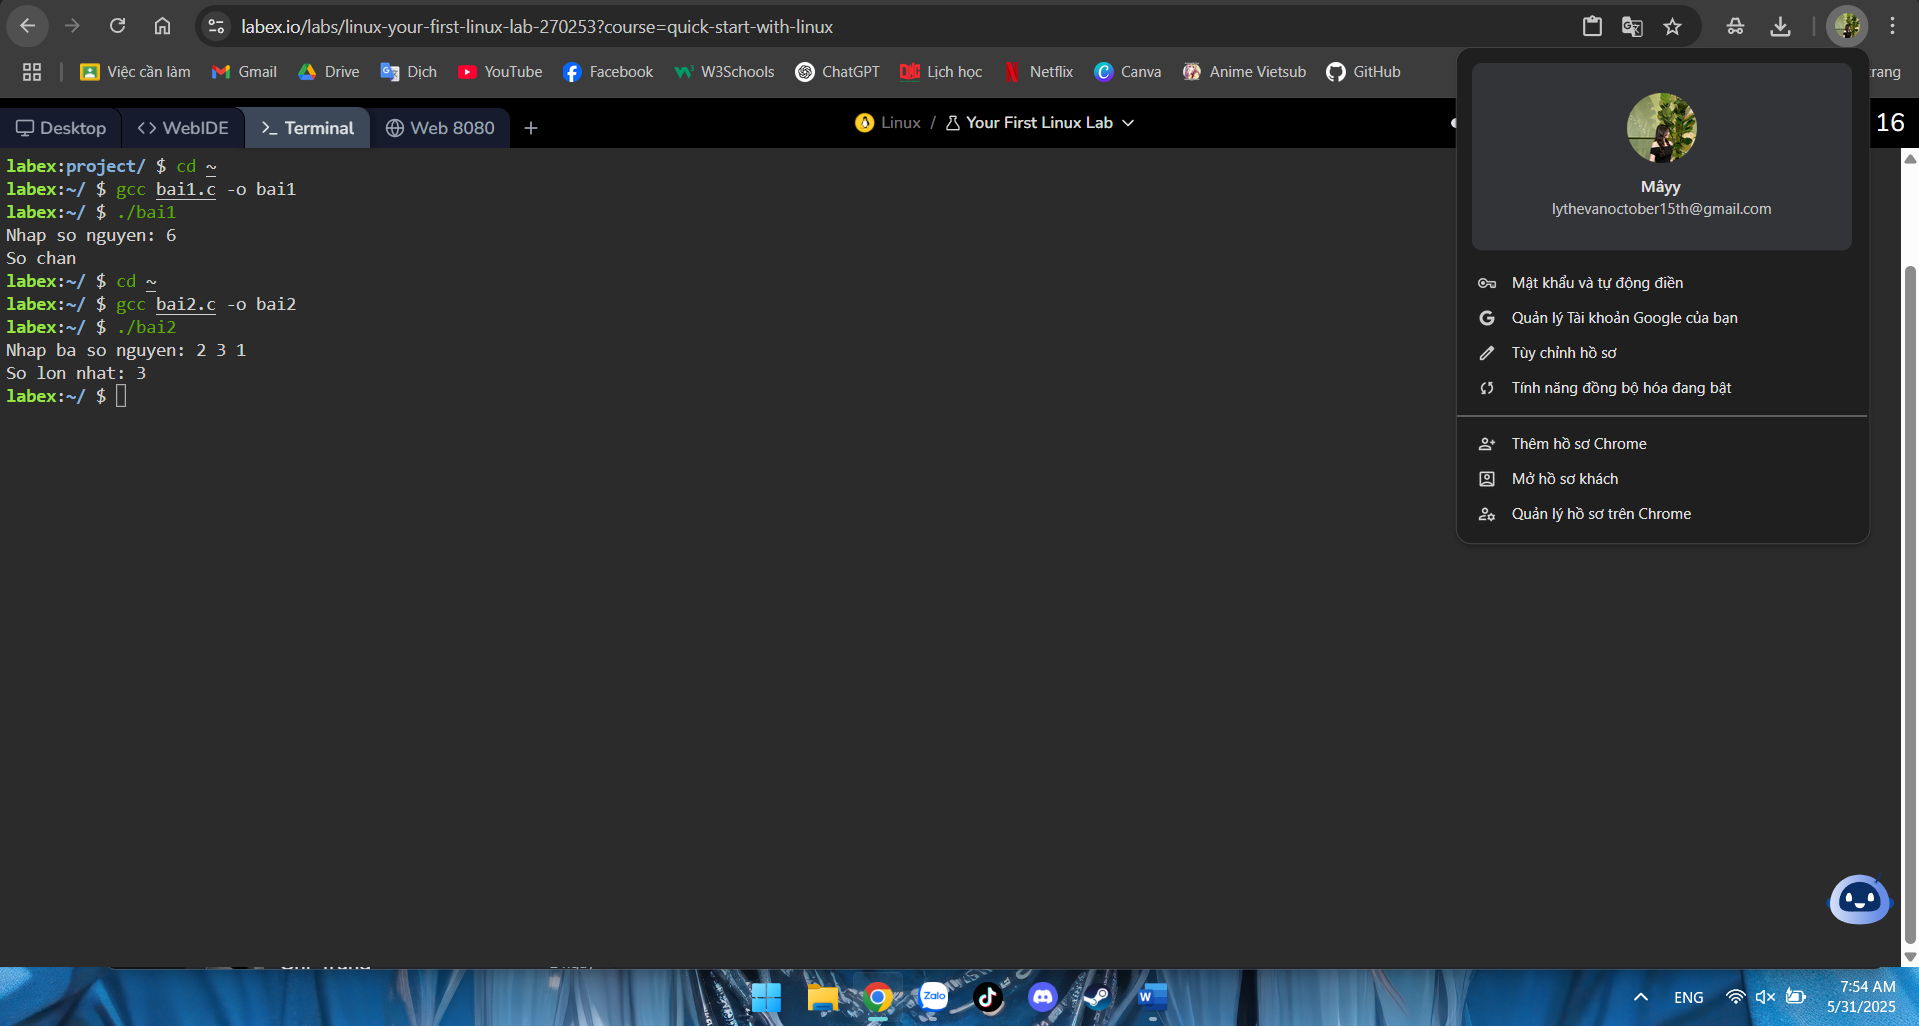 labex.io/labs/linux-your-first-linux-lab-270253?course=quick-start-with-linux
Việc cần làm Gmail Drive Dịch YouTube Facebook W3Schools ChatGPT Lịch học Netflix Canva Anime Vietsub GitHub
Desktop WebIDE Terminal Web 8080 +
Linux / Your First Linux Lab
16
labex:project/ $ cd ~
labex:~/ $ gcc bai1.c -o bai1
labex:~/ $ ./bai1
Nhap so nguyen: 6
So chan
labex:~/ $ cd ~
labex:~/ $ gcc bai2.c -o bai2
labex:~/ $ ./bai2
Nhap ba so nguyen: 2 3 1
So lon nhat: 3
labex:~/ $
Mâyy
lythevanoctober15th@gmail.com
Mật khẩu và tự động điền
Quản lý Tài khoản Google của bạn
Tùy chỉnh hồ sơ
Tính năng đồng bộ hóa đang bật
Thêm hồ sơ Chrome
Mở hồ sơ khách
Quản lý hồ sơ trên Chrome
Zalo
ENG
7:54 AM
5/31/2025